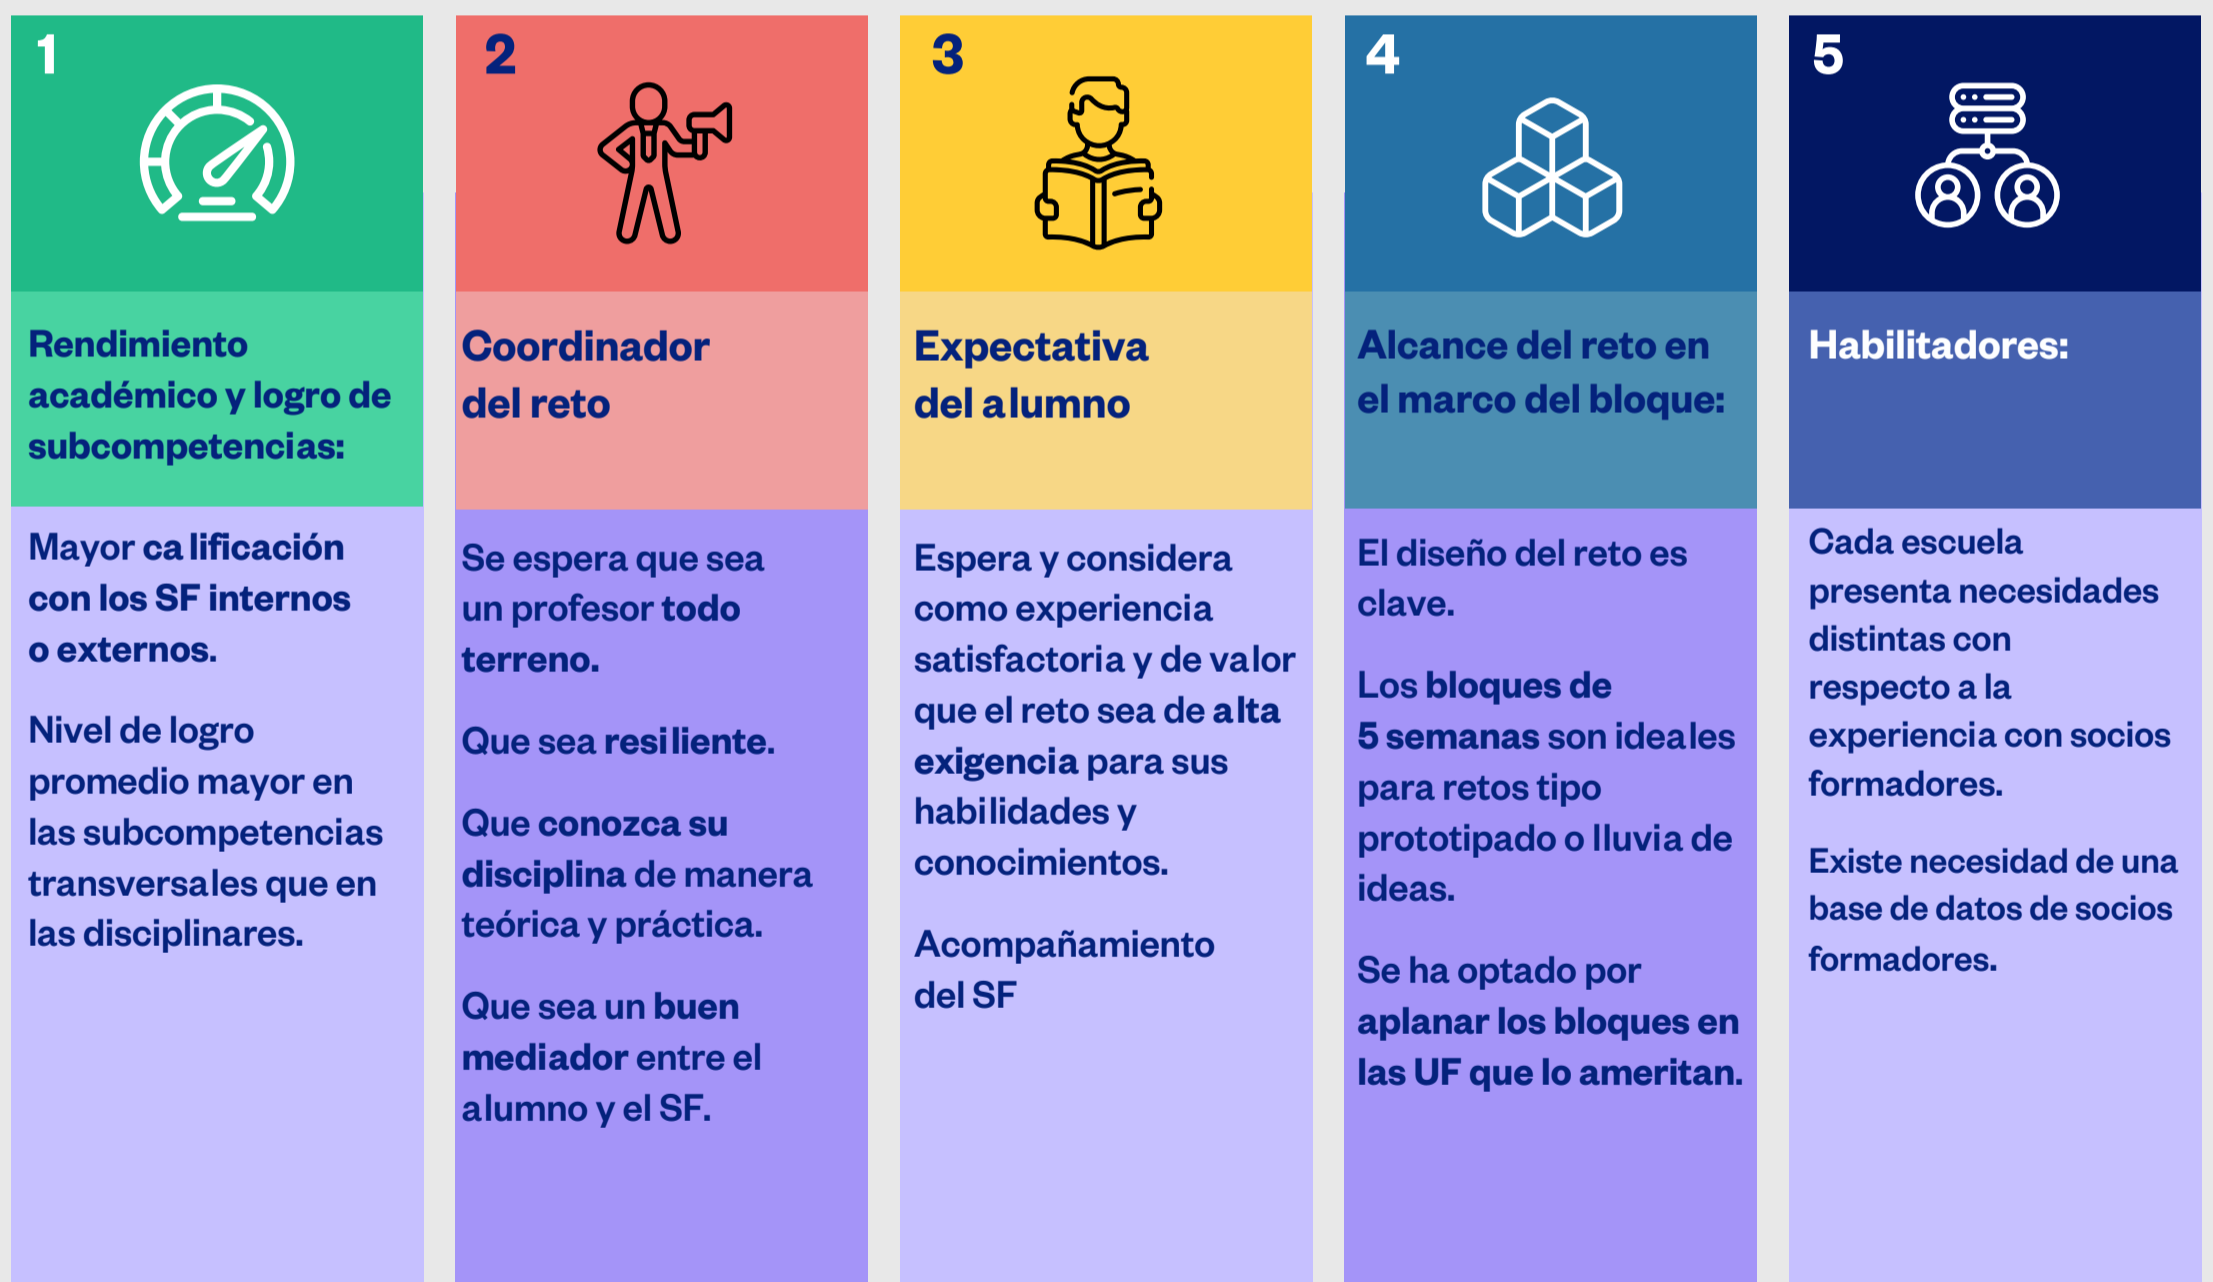 1
Rendimiento
académico y logro de
subcompetencias:
Mayor calificación
con los SF internos
o externos.
Nivel de logro
promedio mayor en
las subcompetencias
transversales que en
las disciplinares.
2
Coordinador
del reto
Se espera que sea
un profesor todo
terreno.
Que sea resiliente.
Que conozca su
disciplina de manera
teórica y práctica.
Que sea un buen
mediador entre el
alumno y el SF.
3
Expectativa
del alumno
Espera y considera
como experiencia
satisfactoria y de valor
que el reto sea de alta
exigencia para sus
habilidades y
conocimientos.
Acompañamiento
del SF
4
Alcance del reto en
el marco del bloque:
El diseño del reto es
clave.
Los bloques de
5 semanas son ideales
para retos tipo
prototipado o lluvia de
ideas.
Se ha optado por
aplanar los bloques en
las UF que lo ameritan.
5
Habilitadores:
Cada escuela
presenta necesidades
distintas con
respecto a la
experiencia con socios
formadores.
Existe necesidad de una
base de datos de socios
formadores.